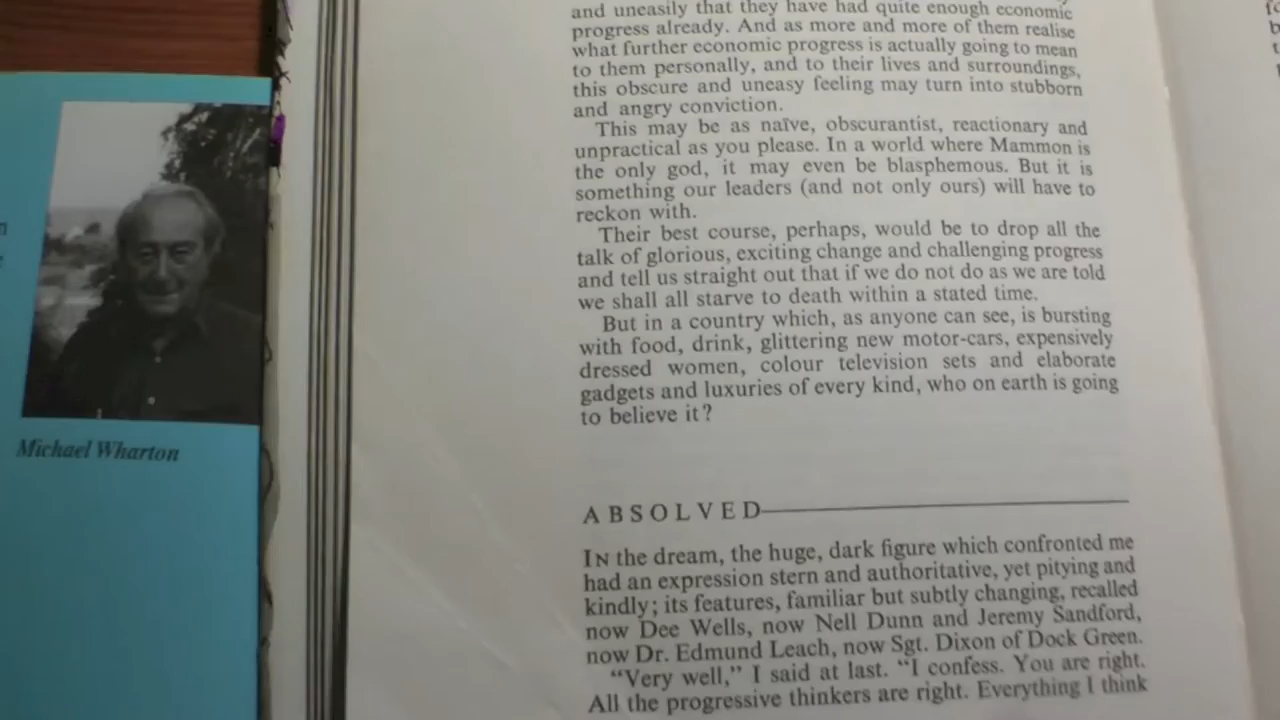 Michael Wharton
and uneasily that they have had quite enough economic
progress already. And as more and more of them realise
what further economic progress is actually going to mean
to them personally, and to their lives and surroundings,
this obscure and uneasy feeling may turn into stubborn
and angry conviction.
This may be as naïve, obscurantist, reactionary and
unpractical as you please. In a world where Mammon is
the only god, it may even be blasphemous. But it is
something our leaders (and not only ours) will have to
reckon with.
Their best course, perhaps, would be to drop all the
talk of glorious, exciting change and challenging progress
and tell us straight out that if we do not do as we are told
we shall all starve to death within a stated time.
But in a country which, as anyone can see, is bursting
with food, drink, glittering new motor-cars, expensively
dressed women, colour television sets and elaborate
gadgets and luxuries of every kind, who on earth is going
to believe it?
ABSOLVED
IN the dream, the huge, dark figure which confronted me
had an expression stern and authoritative, yet pitying and
kindly; its features, familiar but subtly changing, recalled
now Dee Wells, now Nell Dunn and Jeremy Sandford,
now Dr. Edmund Leach, now Sgt. Dixon of Dock Green.
"Very well," I said at last. "I confess. You are right.
All the progressive thinkers are right. Everything I think